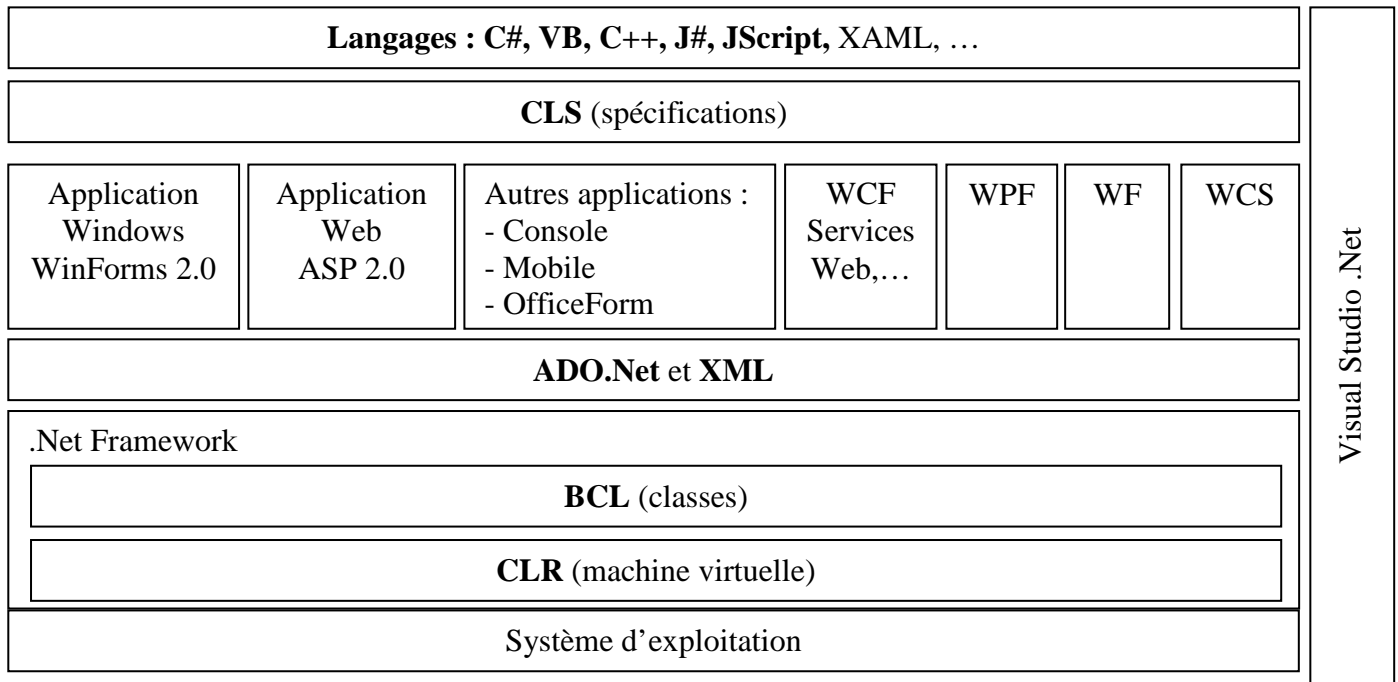 Langages : C#, VB, C++, J#, JScript, XAML, …
CLS (spécifications)
Application
Windows
WinForms 2.0
Application
Web
ASP 2.0
Autres applications :
- Console
- Mobile
- OfficeForm
WCF
Services
Web,…
WPF
WF
WCS
ADO.Net et XML
.Net Framework
BCL (classes)
CLR (machine virtuelle)
Système d’exploitation
Visual Studio .Net